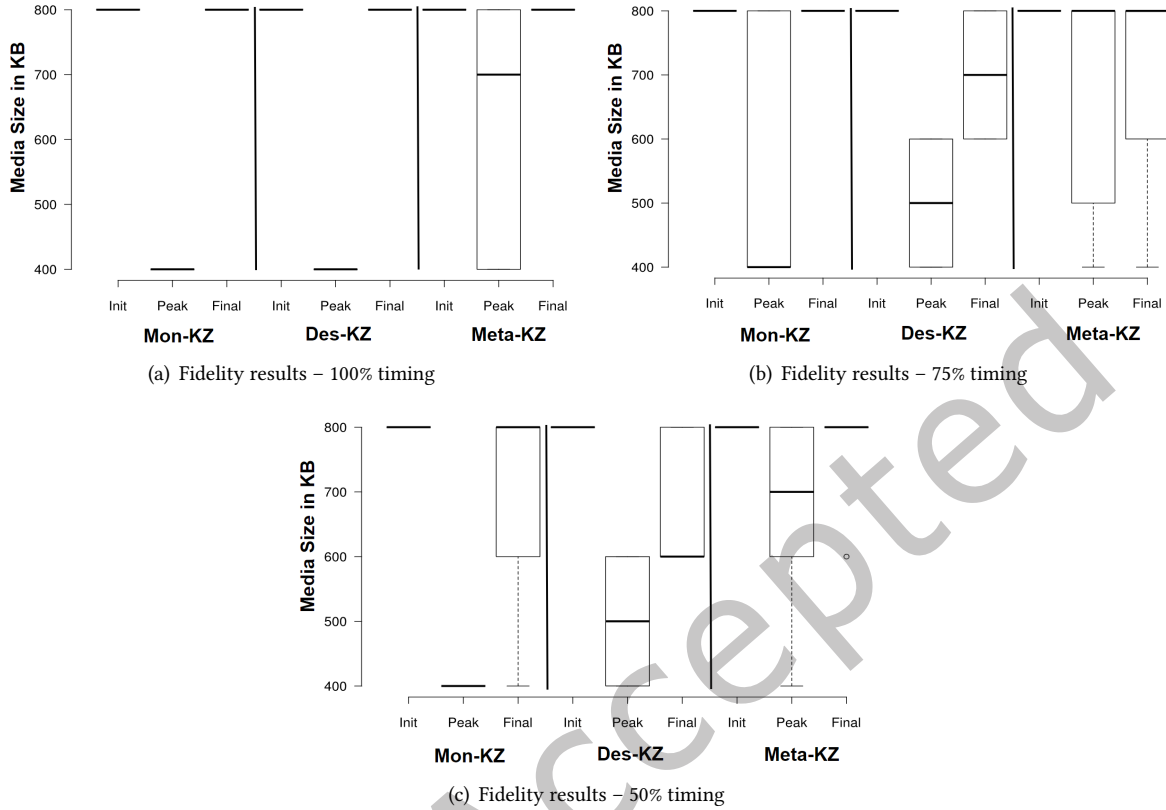 Media Size in KB
800
700
600
500
400
Init Peak Final Init Peak Final Init Peak Final
Mon-KZ Des-KZ Meta-KZ
(a) Fidelity results – 100% timing
Media Size in KB
800
700
600
500
400
Init Peak Final Init Peak Final Init Peak Final
Mon-KZ Des-KZ Meta-KZ
(b) Fidelity results – 75% timing
Media Size in KB
800
700
600
500
400
Init Peak Final Init Peak Final Init Peak Final
Mon-KZ Des-KZ Meta-KZ
(c) Fidelity results – 50% timing
Accepted